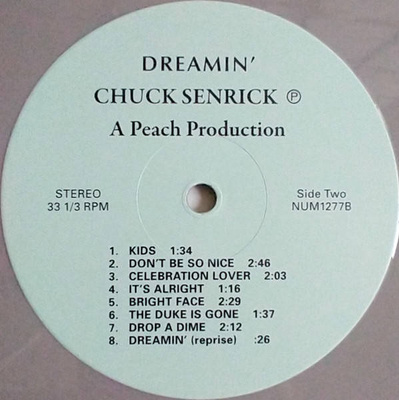 DREAMIN'
CHUCK SENRICK ℗
A Peach Production
STEREO
33 1/3 RPM
Side Two
NUM1277B
1. KIDS 1:34
2. DON'T BE SO NICE 2:46
3. CELEBRATION LOVER 2:03
4. IT'S ALRIGHT 1:16
5. BRIGHT FACE 2:29
6. THE DUKE IS GONE 1:37
7. DROP A DIME 2:12
8. DREAMIN' (reprise) :26